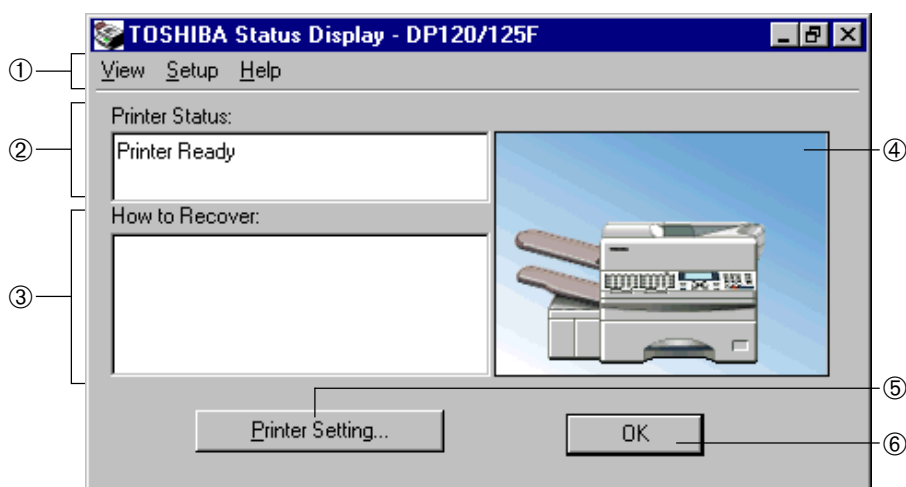 TOSHIBA Status Display - DP120/125F
① View Setup Help
Printer Status:
② Printer Ready ④
How to Recover:
③
⑤
Printer Setting... OK ⑥